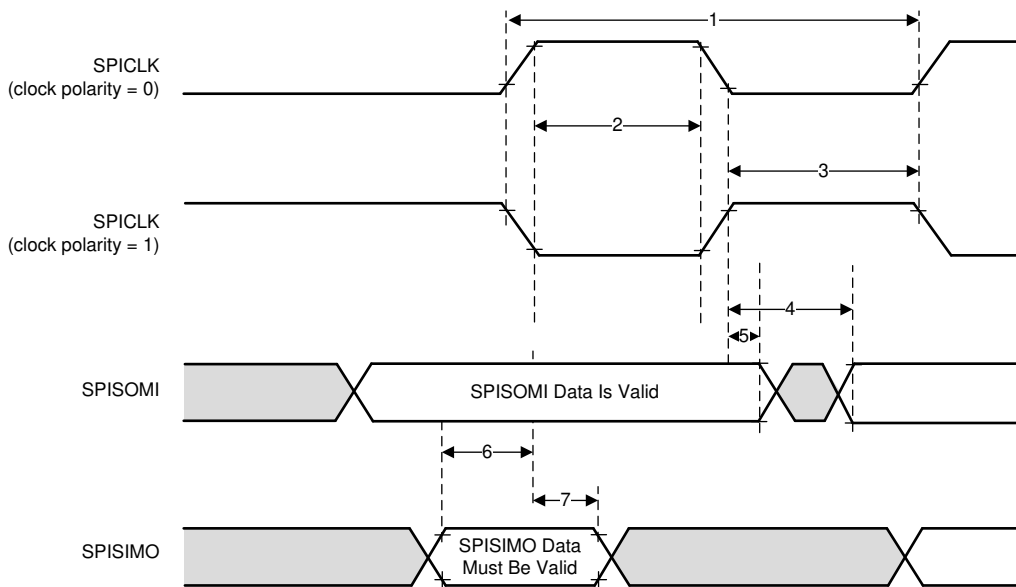 1
SPICLK
(clock polarity = 0)
2
3
SPICLK
(clock polarity = 1)
4
5
SPISOMI
SPISOMI Data Is Valid
6
7
SPISIMO
SPISIMO Data
Must Be Valid